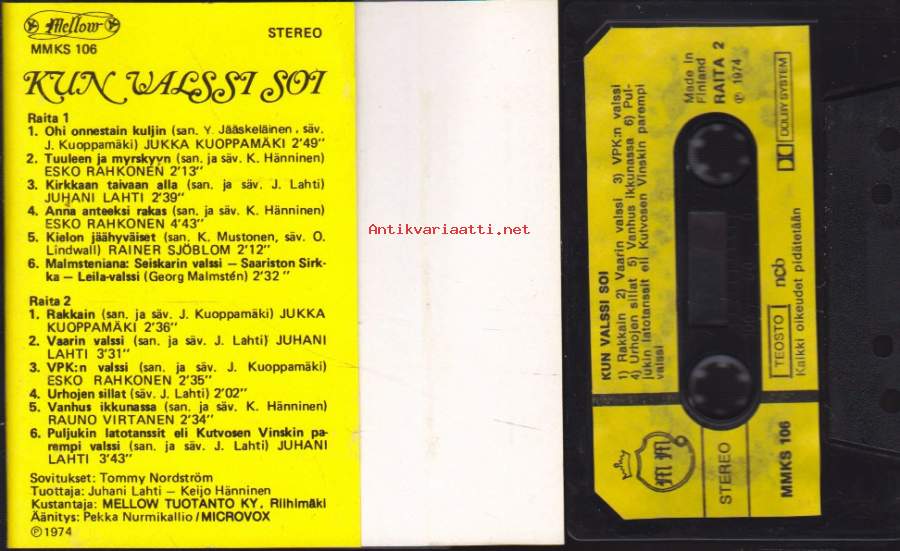 Mellow
MMKS 106
STEREO
KUN VALSSI SOI
Raita 1
1. Ohi onnestain kuljin (san. Y. Jääskeläinen, säv.
J. Kuoppamäki) JUKKA KUOPPAMÄKI 2'49''
2. Tuuleen ja myrskyyn (san. ja säv. K. Hänninen)
ESKO RAHKONEN 2'13''
3. Kirkkaan taivaan alla (san. ja säv. J. Lahti)
JUHANI LAHTI 2'39''
4. Anna anteeksi rakas (san. ja säv. K. Hänninen)
ESKO RAHKONEN 4'43''
5. Kielon jäähyväiset (san. K. Mustonen, säv. O.
Lindwall) RAINER SJÖBLOM 2'12''
6. Malmsteniana: Seiskarin valssi — Saariston Sirk-
ka — Leila-valssi (Georg Malmstén) 2'32 ''
Raita 2
1. Rakkain (san. ja säv. J. Kuoppamäki) JUKKA
KUOPPAMÄKI 2'36''
2. Vaarin valssi (san. ja säv. J. Lahti) JUHANI
LAHTI 3'31''
3. VPK:n valssi (san. ja säv. J. Kuoppamäki)
ESKO RAHKONEN 2'35''
4. Urhojen sillat (säv. J. Lahti) 2'02''
5. Vanhus ikkunassa (san. ja säv. K. Hänninen)
RAUNO VIRTANEN 2'34''
6. Puljukin latotanssit eli Kutvosen Vinskin pa-
rempi valssi (san. ja säv. J. Lahti) JUHANI
LAHTI 3'43''
Sovitukset: Tommy Nordström
Tuottaja: Juhani Lahti — Keijo Hänninen
Kustantaja: MELLOW TUOTANTO KY, Riihimäki
Äänitys: Pekka Nurmikallio/MICROVOX
℗1974
Antikvariaatti.net
KUN VALSSI SOI
1) Rakkain 2) Vaarin valssi 3) VPK:n valssi
4) Urhojen sillat 5) Vanhus ikkunassa 6) Pul-
jukin latotanssit eli Kutvosen Vinskin parempi
valssi
Made in
Finland
RAITA 2
℗ 1974
DOLBY SYSTEM
TEOSTO
ncb
Kaikki oikeudet pidätetään
MM
STEREO
MMKS 106